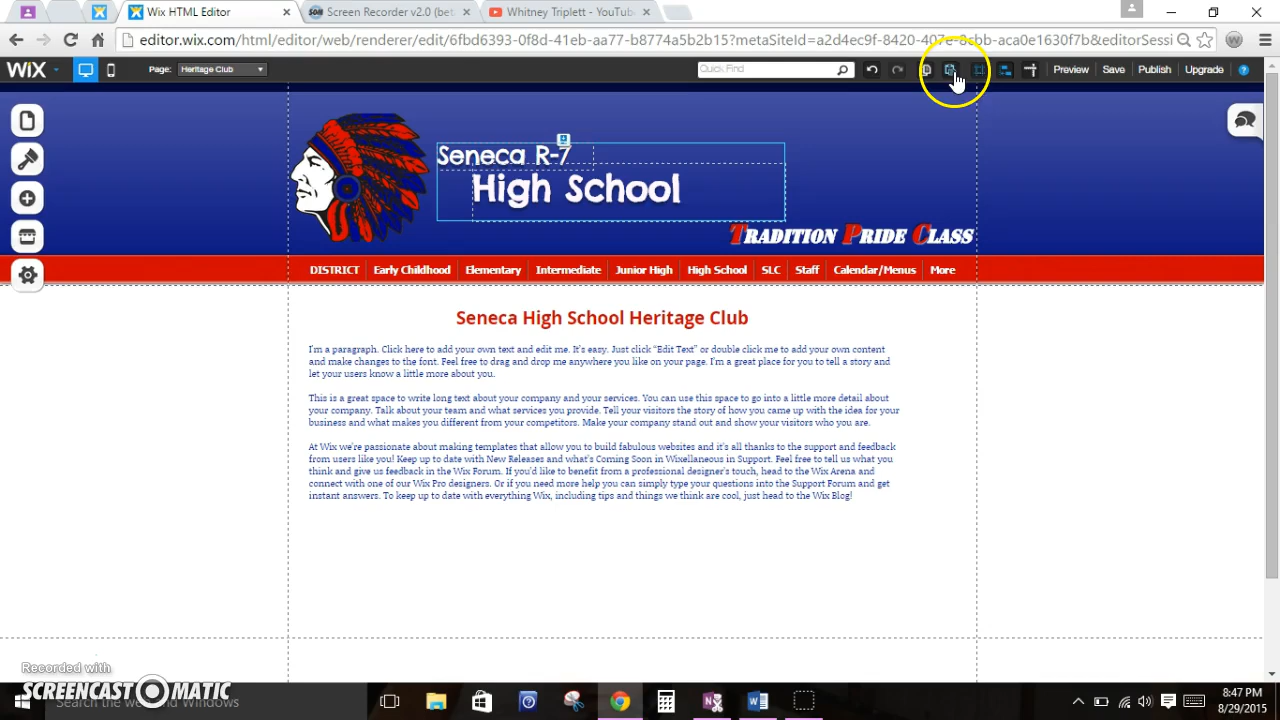 Wix HTML Editor
Screen Recorder v2.0 (bet
Whitney Triplett - YouTub
editor.wix.com/html/editor/web/renderer/edit/6fbd6393-0f8d-41eb-aa77-b8774a5b2b15?metaSiteId=a2d4ec9f-8420-407e-8cbb-aca0e1630f7b&editorSessi
WiX
Page:
Heritage Club
Quick Find
Preview
Save
Publish
Upgrade
Seneca R-7
High School
TRADITION PRIDE CLASS
DISTRICT
Early Childhood
Elementary
Intermediate
Junior High
High School
SLC
Staff
Calendar/Menus
More
Seneca High School Heritage Club
I'm a paragraph. Click here to add your own text and edit me. It's easy. Just click "Edit Text" or double click me to add your own content
and make changes to the font. Feel free to drag and drop me anywhere you like on your page. I'm a great place for you to tell a story and
let your users know a little more about you.
This is a great space to write long text about your company and your services. You can use this space to go into a little more detail about
your company. Talk about your team and what services you provide. Tell your visitors the story of how you came up with the idea for your
business and what makes you different from your competitors. Make your company stand out and show your visitors who you are.
At Wix we're passionate about making templates that allow you to build fabulous websites and it's all thanks to the support and feedback
from users like you! Keep up to date with New Releases and what's Coming Soon in Wixellaneous in Support. Feel free to tell us what you
think and give us feedback in the Wix Forum. If you'd like to benefit from a professional designer's touch, head to the Wix Arena and
connect with one of our Wix Pro designers. Or if you need more help you can simply type your questions into the Support Forum and get
instant answers. To keep up to date with everything Wix, including tips and things we think are cool, just head to the Wix Blog!
Recorded with
SCREENCAST-O-MATIC
Search the web and Windows
8:47 PM
8/29/2015